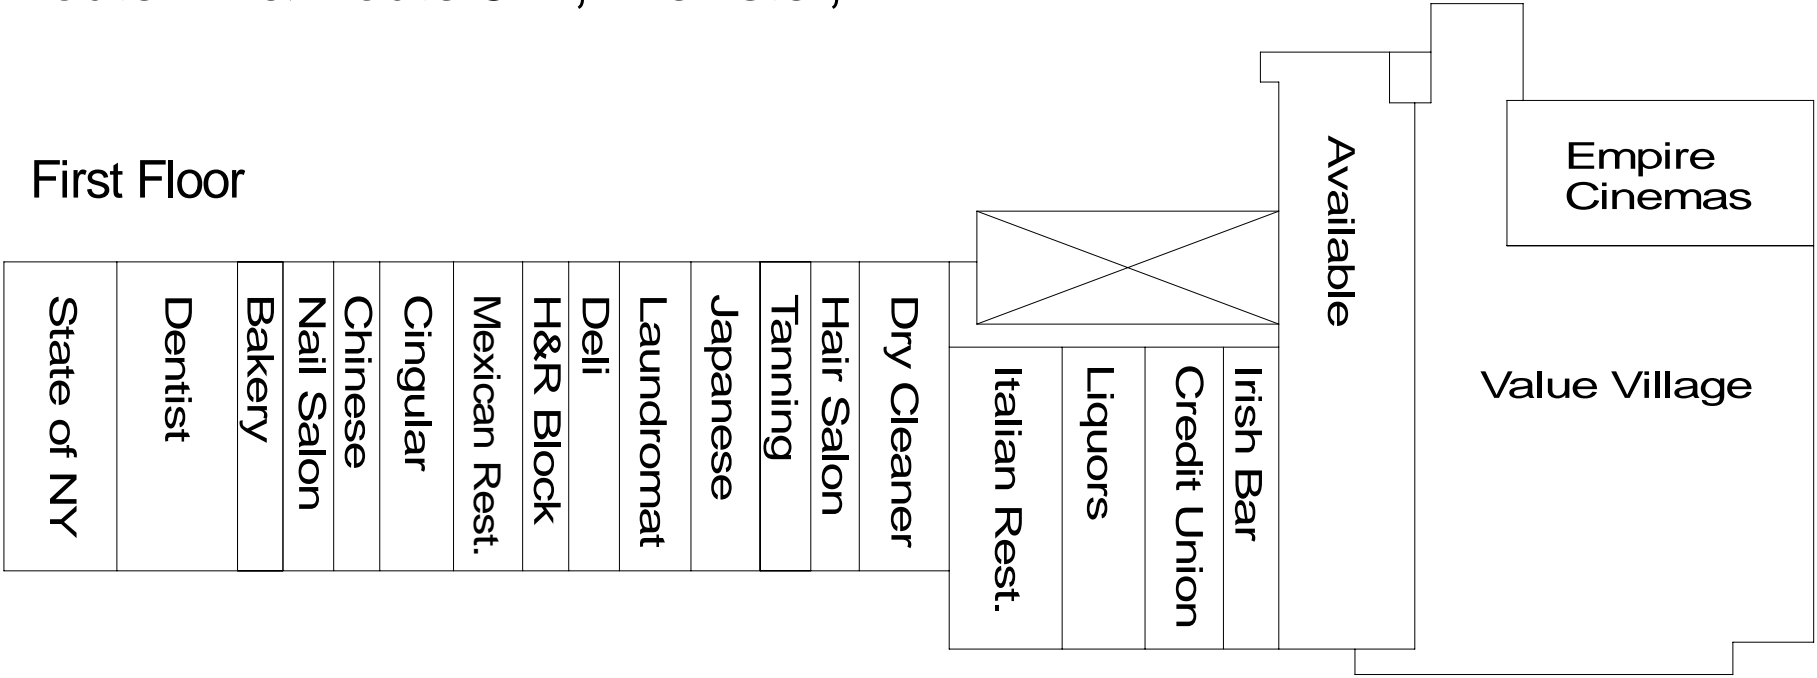 First Floor
State of NY
Dentist
Bakery
Nail Salon
Chinese
Cingular
Mexican Rest.
H&R Block
Deli
Laundromat
Japanese
Tanning
Hair Salon
Dry Cleaner
Italian Rest.
Liquors
Credit Union
Irish Bar
Available
Empire
Cinemas
Value Village